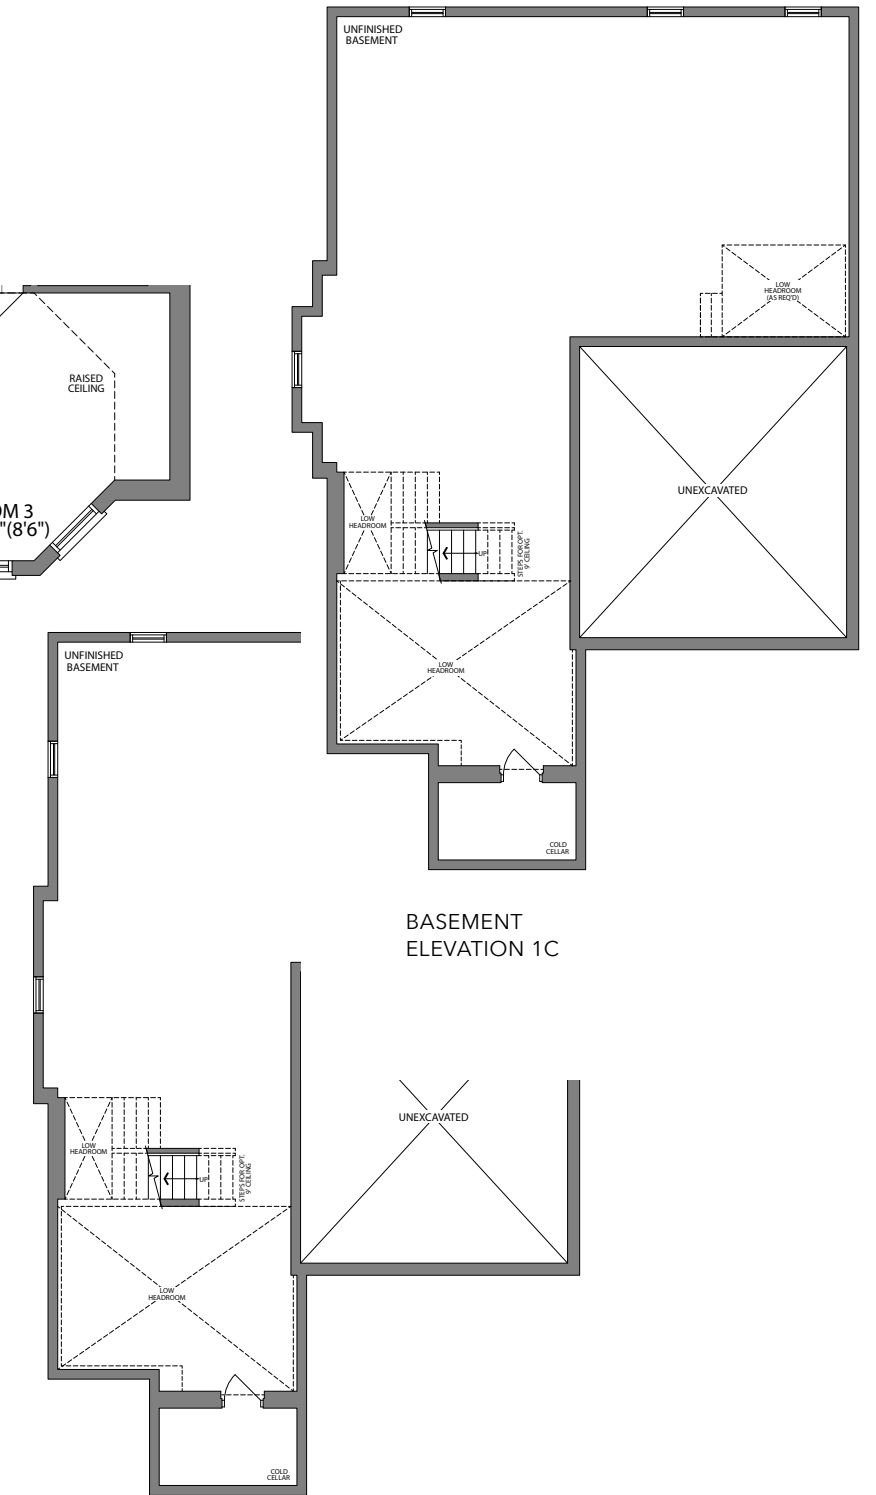 UNFINISHED
BASEMENT
LOW
HEADROOM
(AS REQ'D)
RAISED
CEILING
UNEXCAVATED
OM 3
"(8'6")
LOW
HEADROOM
UP
STEPS FOR OPT.
9' CEILING
LOW
HEADROOM
COLD
CELLAR
UNFINISHED
BASEMENT
BASEMENT
ELEVATION 1C
UNEXCAVATED
LOW
HEADROOM
UP
STEPS FOR OPT.
9' CEILING
LOW
HEADROOM
COLD
CELLAR